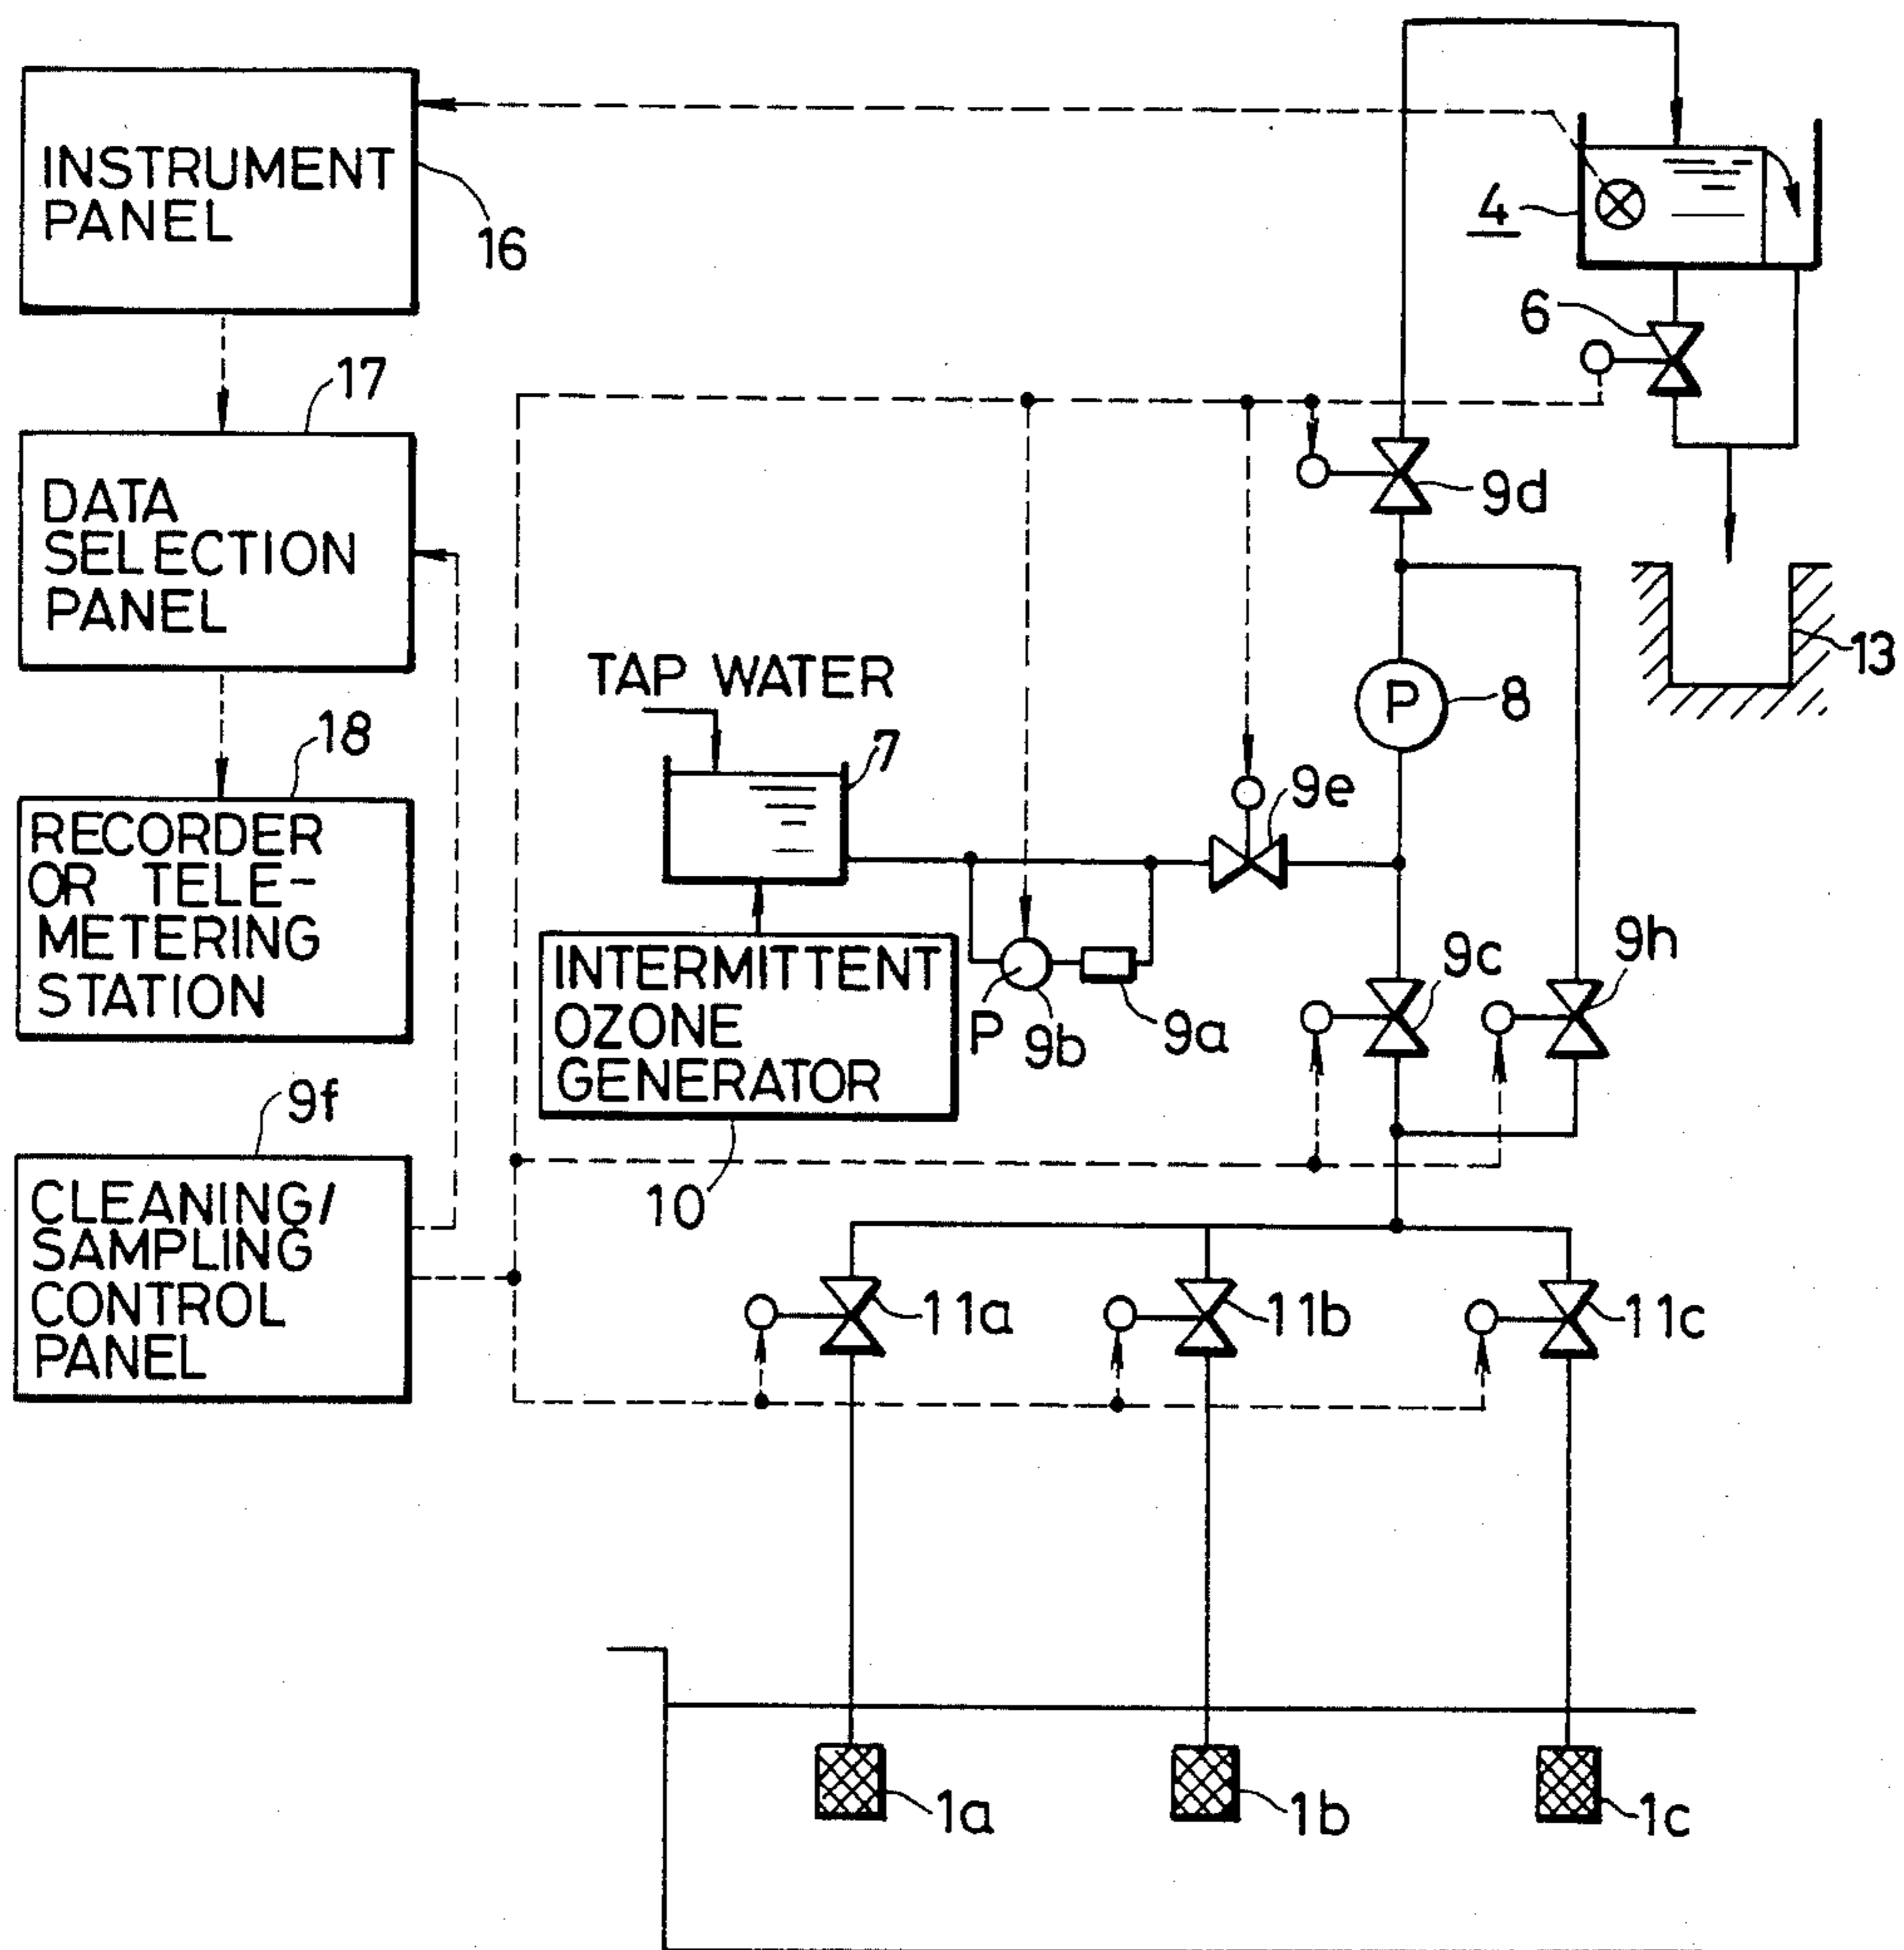 INSTRUMENT
PANEL
16
4
6
17
DATA
SELECTION
PANEL
9d
13
TAP WATER
P
8
18
7
9e
RECORDER
OR TELE-
METERING
STATION
INTERMITTENT
OZONE
GENERATOR
P
9b
9a
9c
9h
9f
10
CLEANING/
SAMPLING
CONTROL
PANEL
11a
11b
11c
1a
1b
1c